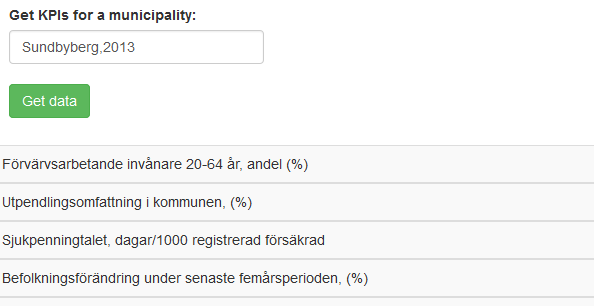 Get KPIs for a municipality:
Sundbyberg,2013
Get data
Förvärvsarbetande invånare 20-64 år, andel (%)
Utpendlingsomfattning i kommunen, (%)
Sjukpenningtalet, dagar/1000 registrerad försäkrad
Befolkningsförändring under senaste femårsperioden, (%)